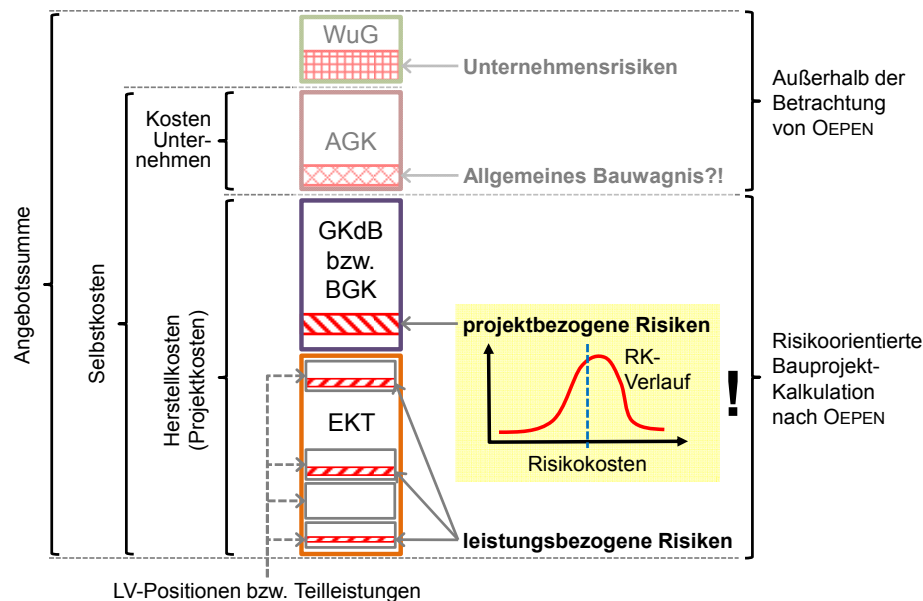 WuG
Unternehmensrisiken
Außerhalb der
Betrachtung
von OEPEN
Kosten
Unter-
nehmen
AGK
Allgemeines Bauwagnis?!
Angebotssumme
Selbstkosten
Herstellkosten
(Projektkosten)
GKdB
bzw.
BGK
projektbezogene Risiken
RK-
Verlauf
Risikokosten
!
Risikoorientierte
Bauprojekt-
Kalkulation
nach OEPEN
EKT
leistungsbezogene Risiken
LV-Positionen bzw. Teilleistungen